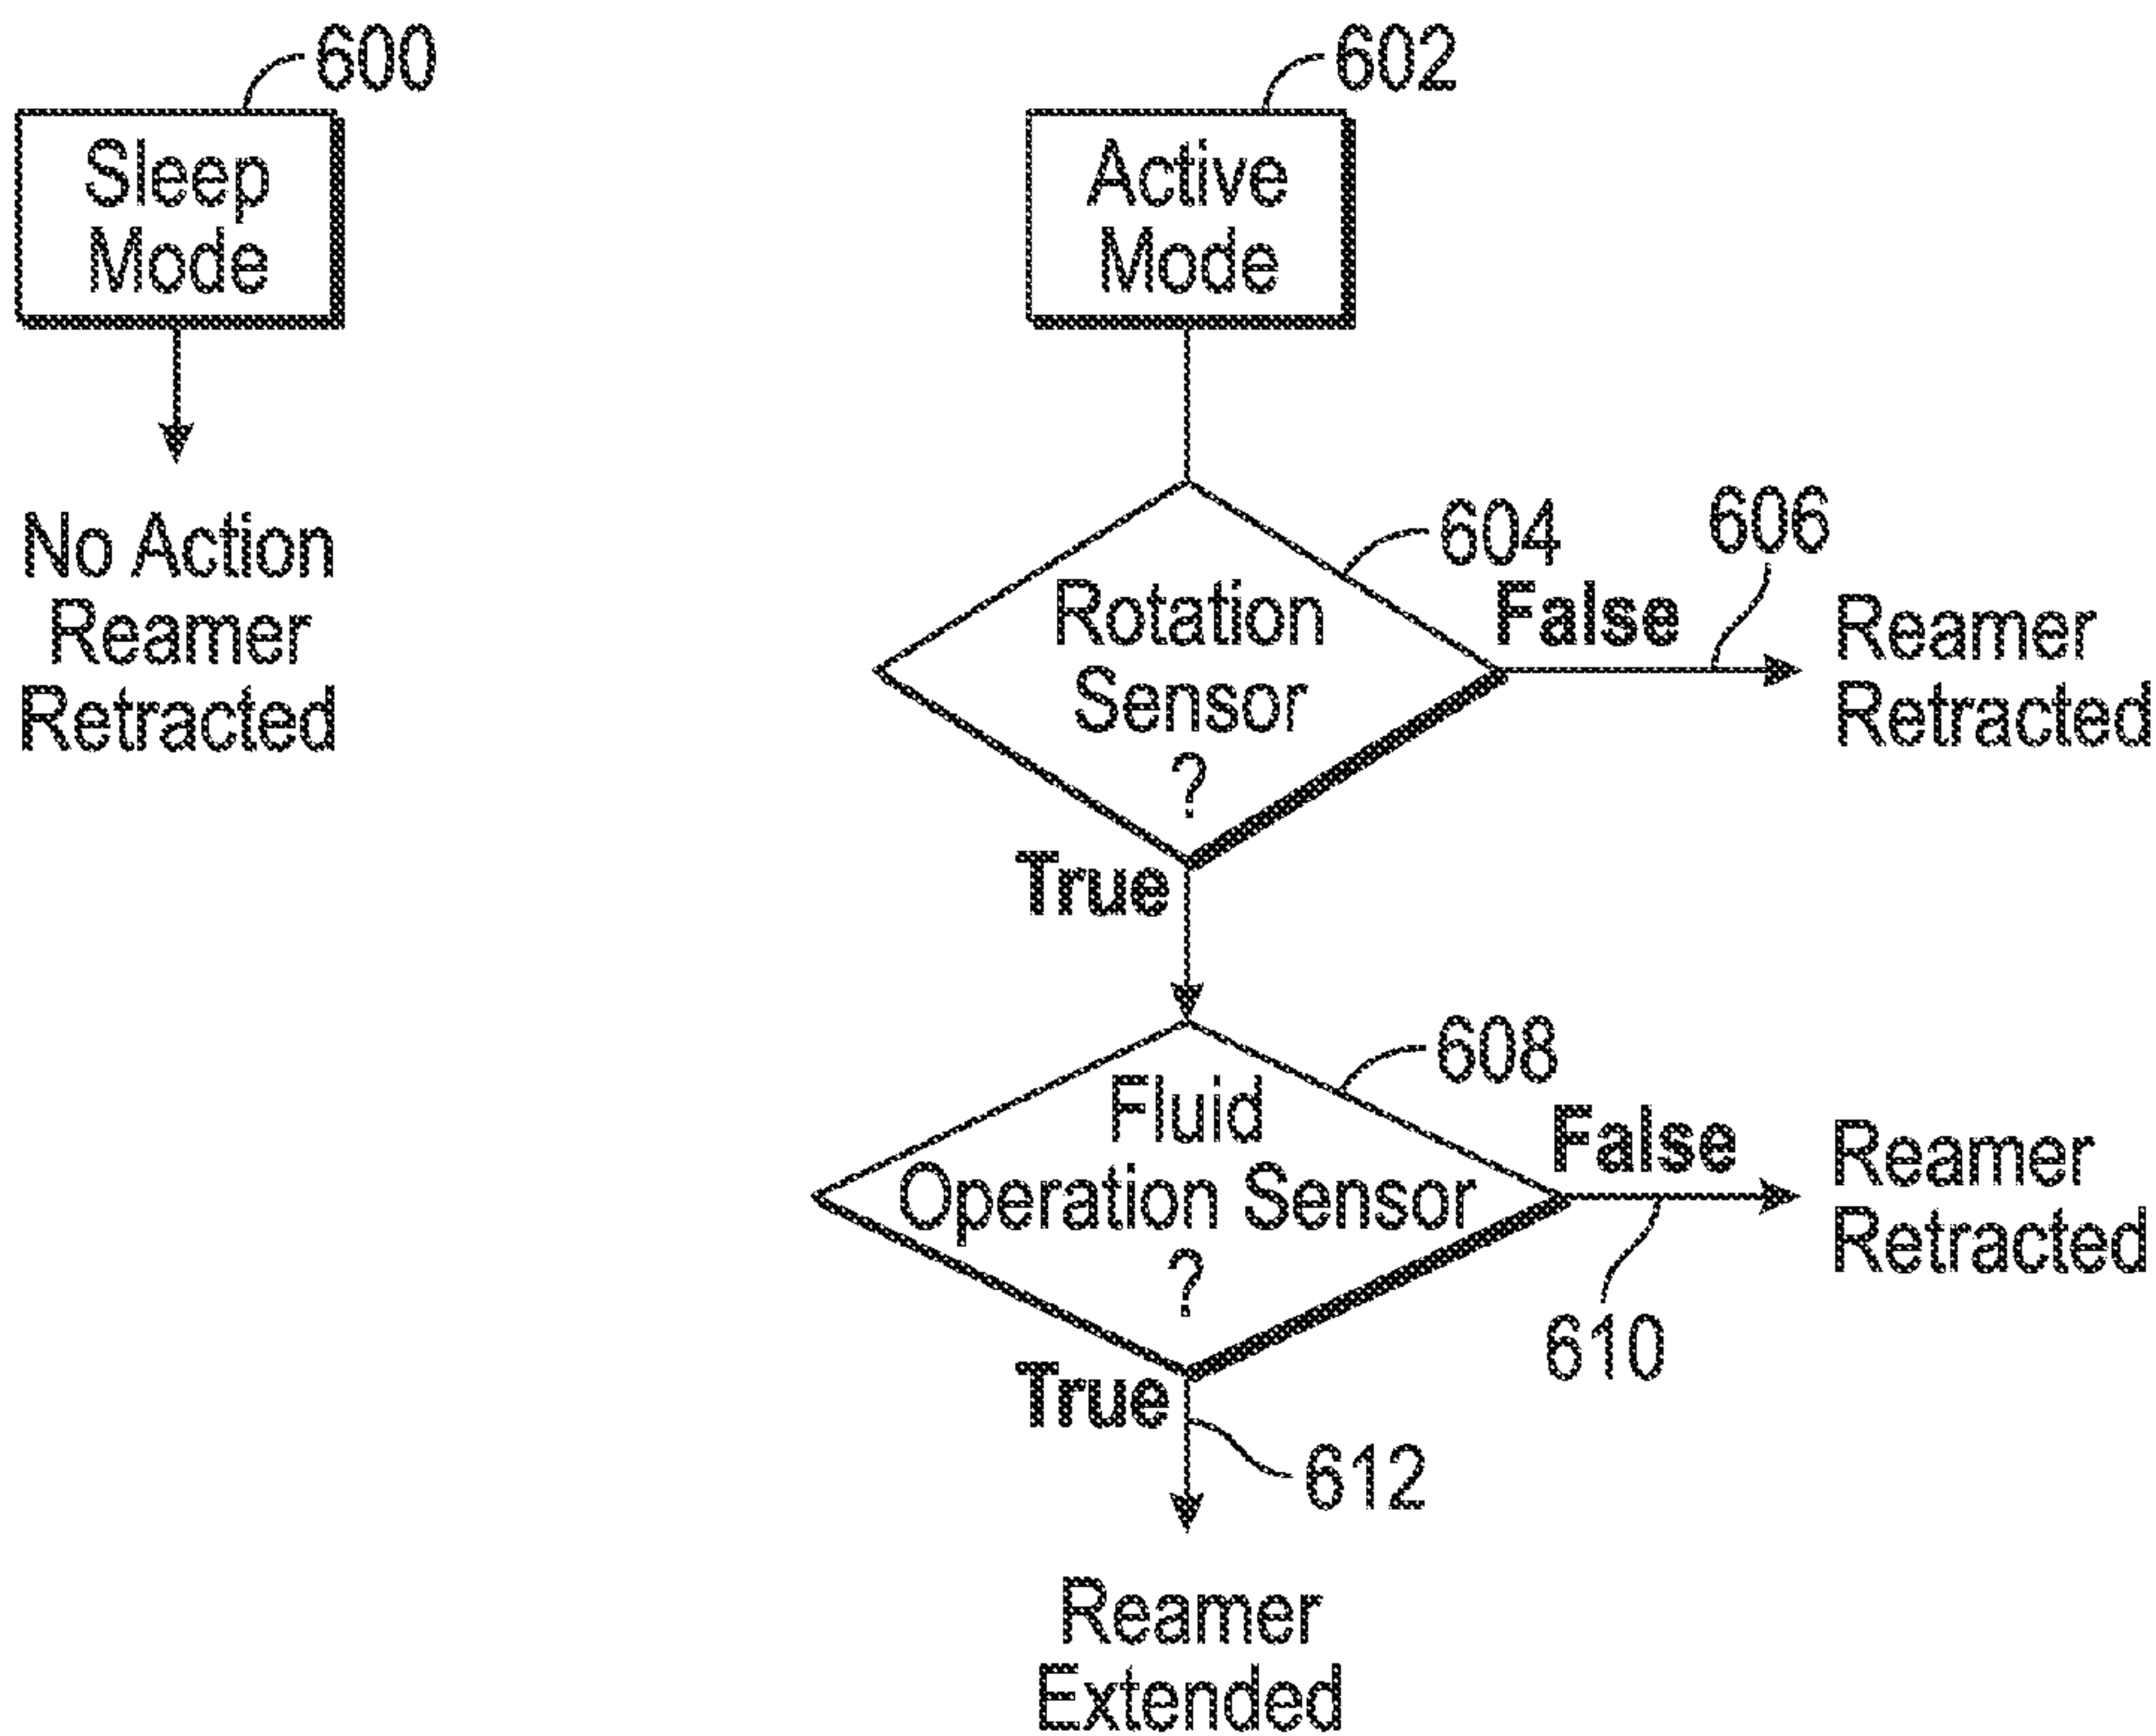 600
Sleep
Mode
No Action
Reamer
Retracted
602
Active
Mode
604
Rotation
Sensor
?
False
606
Reamer
Retracted
True
608
Fluid
Operation Sensor
?
False
610
Reamer
Retracted
True
612
Reamer
Extended